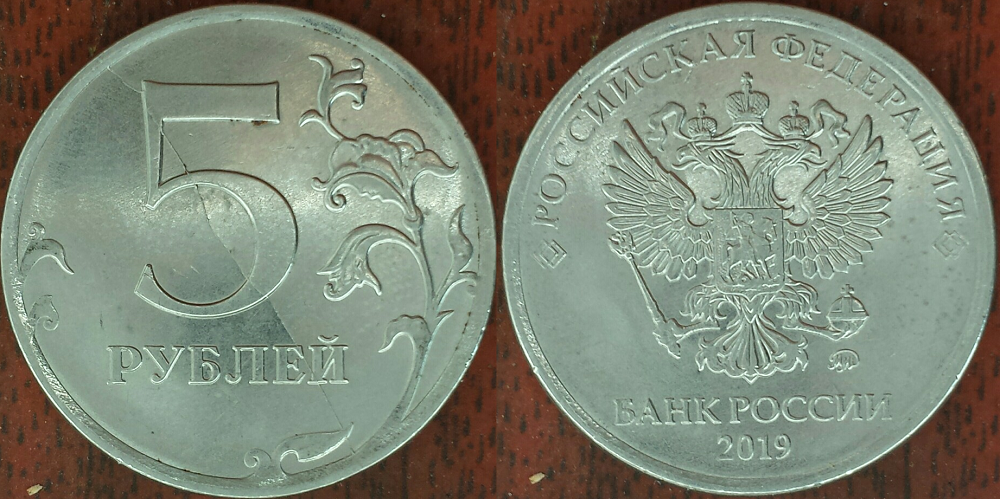 5
РУБЛЕЙ
РОССИЙСКАЯ ФЕДЕРАЦИЯ
БАНК РОССИИ
2019